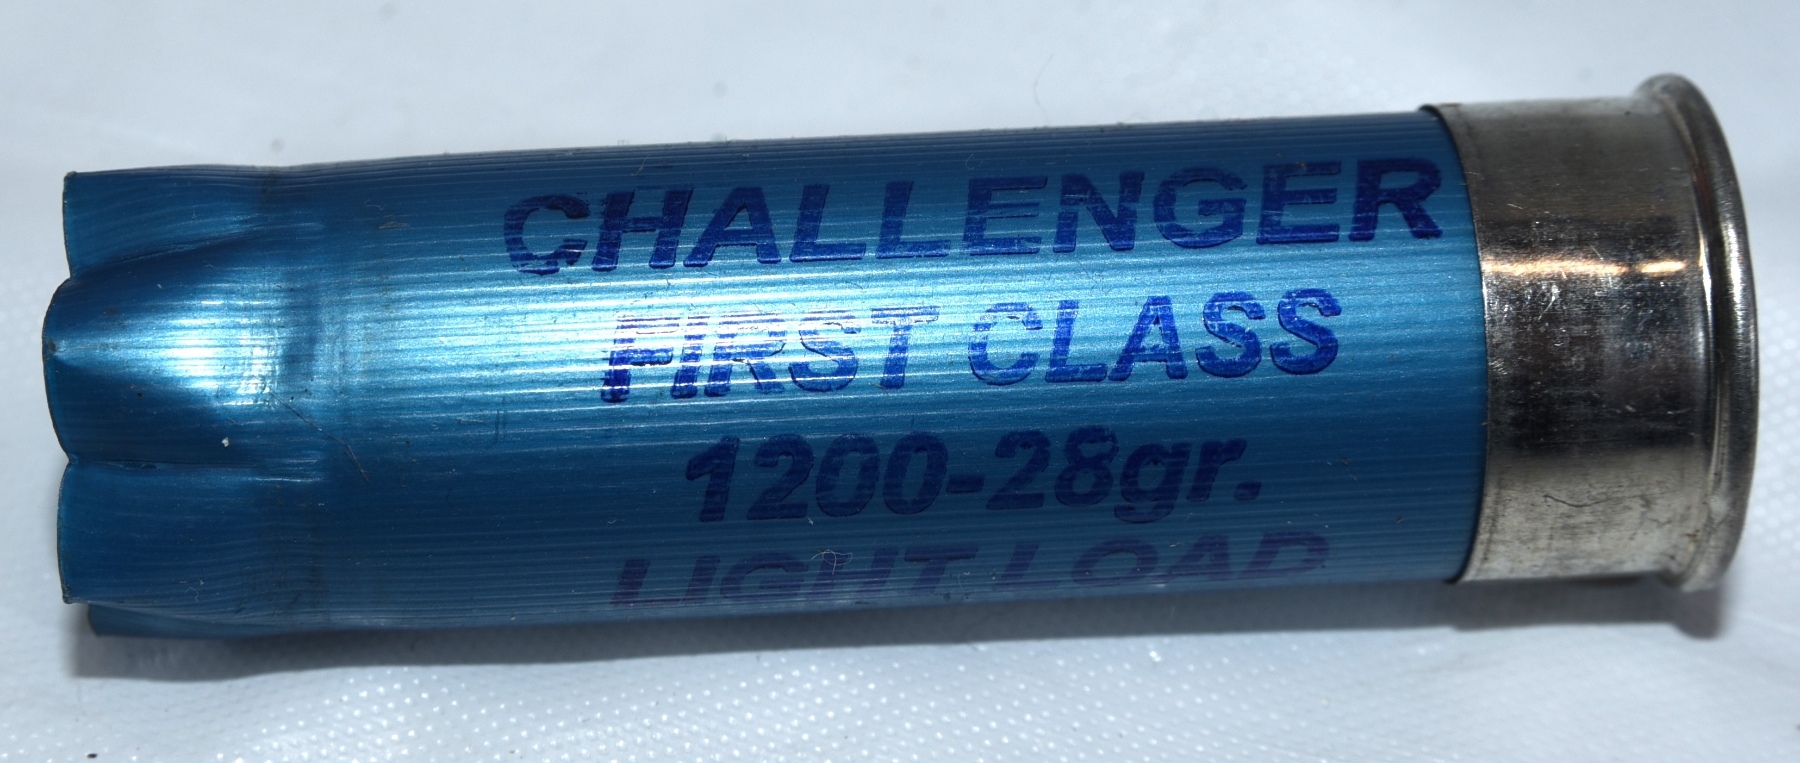 CHALLENGER
FIRST CLASS
1200-28gr.
LIGHT LOAD